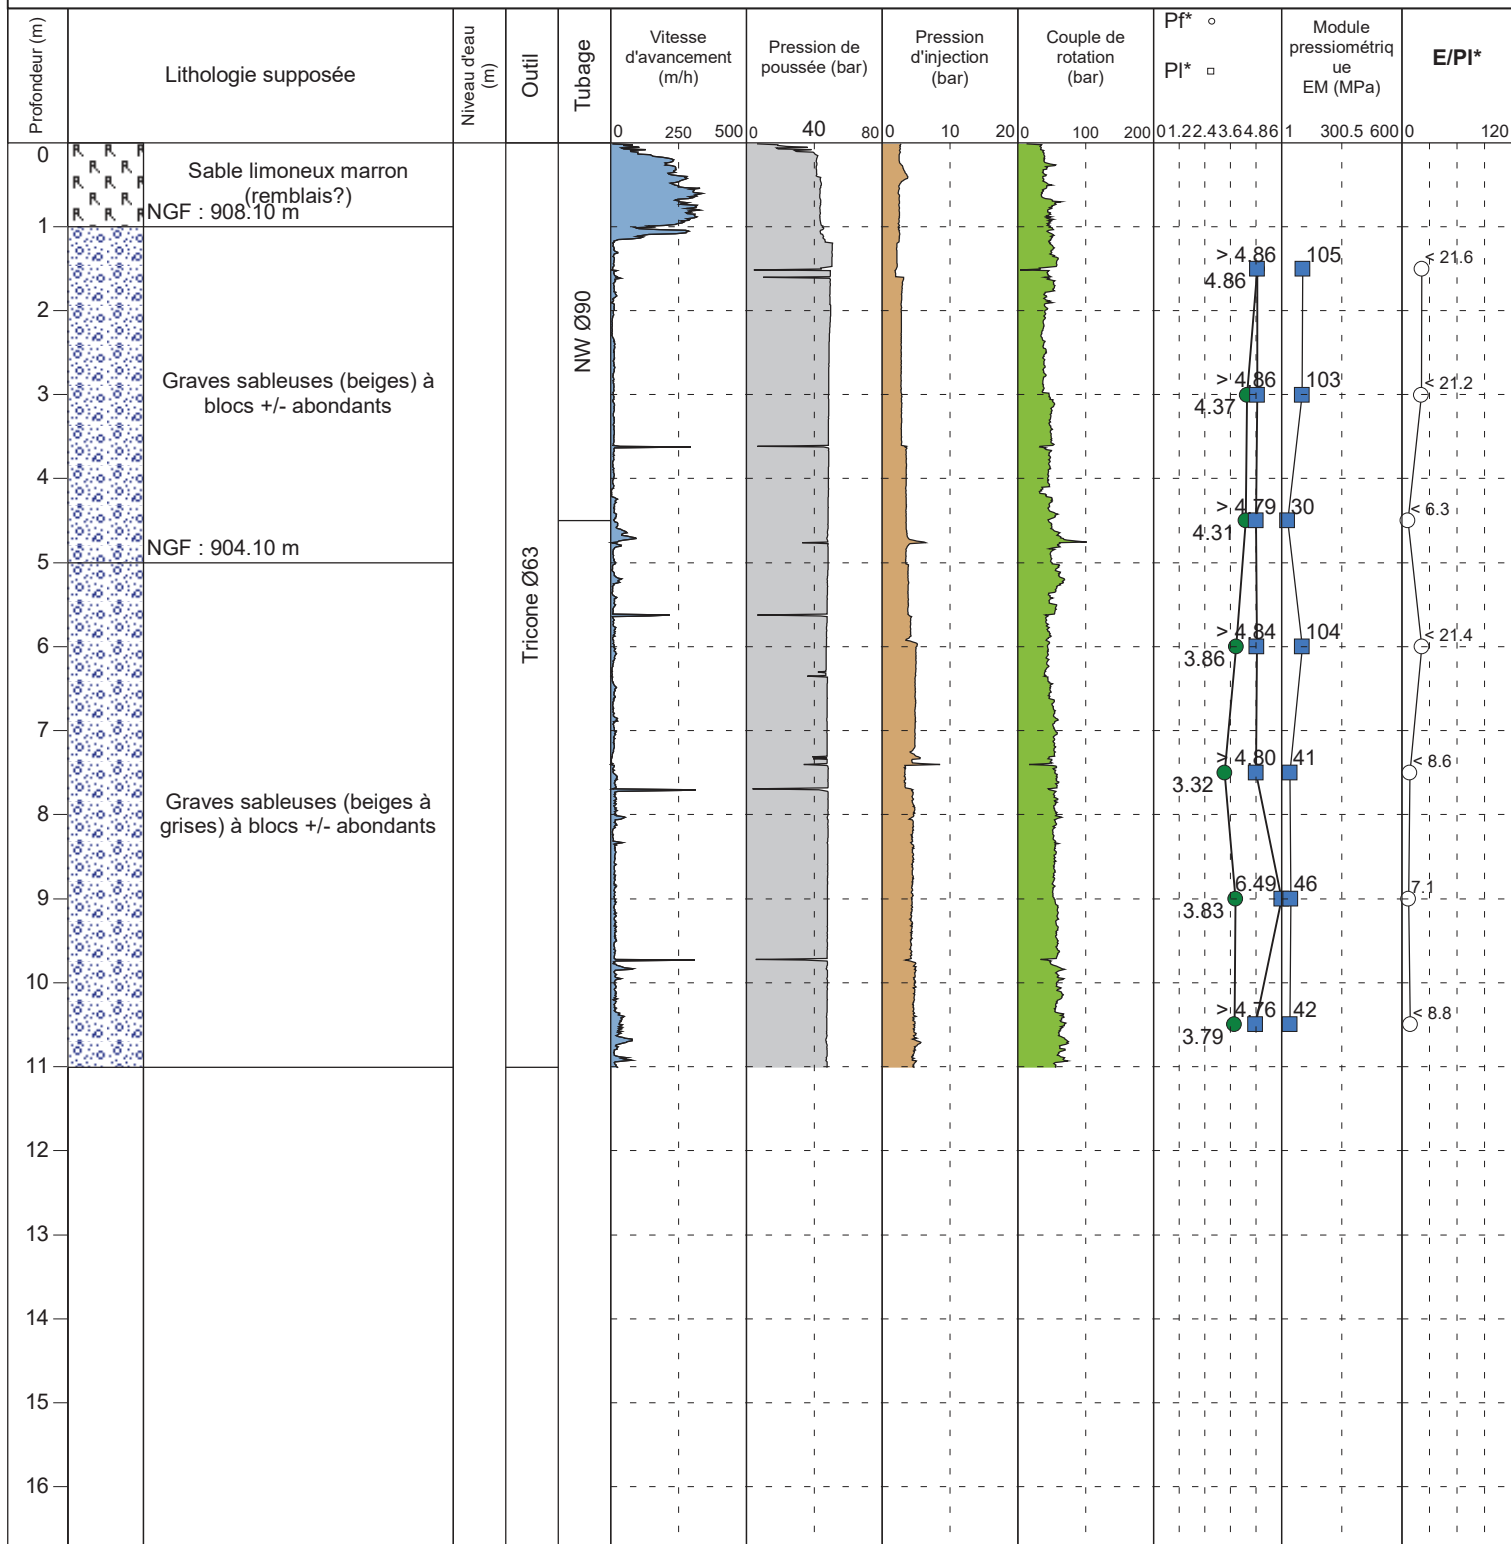 Profondeur (m)
Lithologie supposée
Niveau d'eau
(m)
Outil
Tubage
Vitesse
d'avancement
(m/h)
Pression de
poussée (bar)
Pression
d'injection
(bar)
Couple de
rotation
(bar)
Pf*
Pl*
Module
pressiométriq
ue
EM (MPa)
E/Pl*
0 250 500
0 40 80
0 10 20
0 100 200
0 1.2 2.4 3.6 4.8 6
1 300.5 600
0 120
0
Sable limoneux marron
(remblais?)
NGF : 908.10 m
1
> 4.86
4.86
105
< 21.6
2
NW Ø90
Graves sableuses (beiges) à
blocs +/- abondants
3
> 4.86
4.37
103
< 21.2
4
> 4.79
4.31
30
< 6.3
NGF : 904.10 m
5
Tricone Ø63
6
> 4.84
3.86
104
< 21.4
7
> 4.80
3.32
41
< 8.6
8
Graves sableuses (beiges à
grises) à blocs +/- abondants
9
6.49
3.83
46
7.1
10
> 4.76
3.79
42
< 8.8
11
12
13
14
15
16